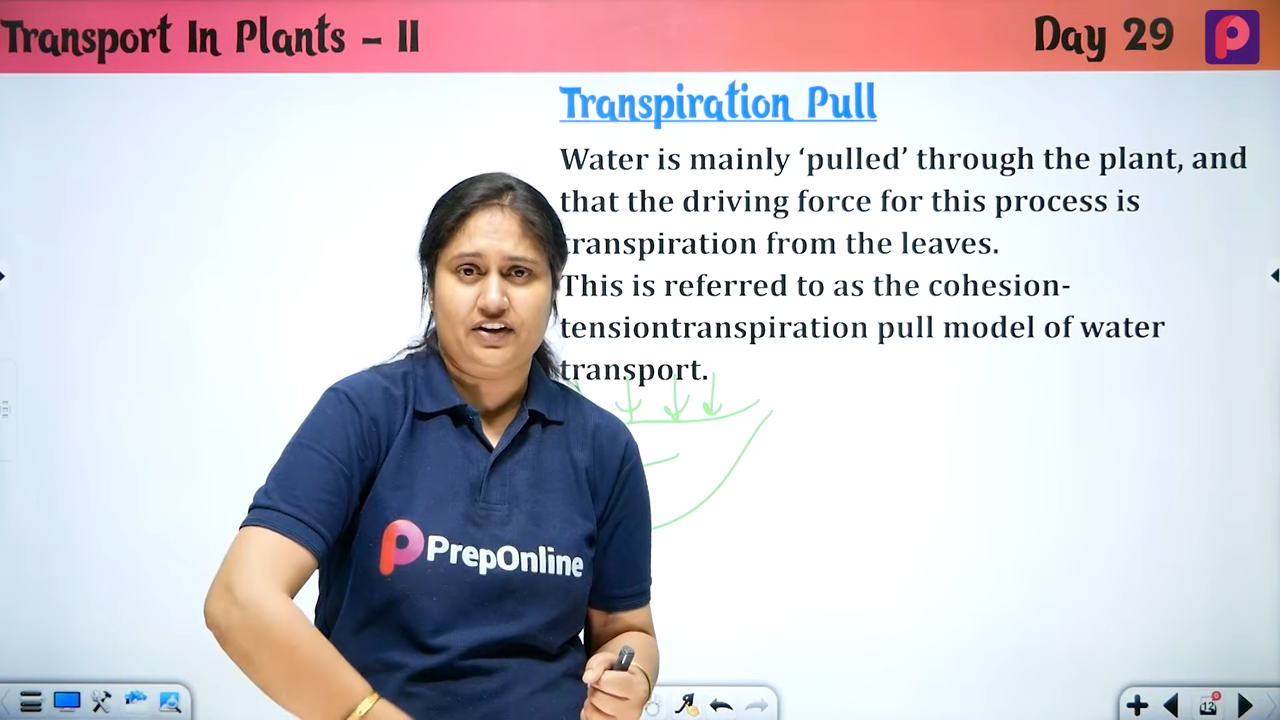 Transport In Plants – II
Day 29
Transpiration Pull
Water is mainly ‘pulled’ through the plant, and
that the driving force for this process is
transpiration from the leaves.
This is referred to as the cohesion-
tensiontranspiration pull model of water
transport.
PrepOnline
12